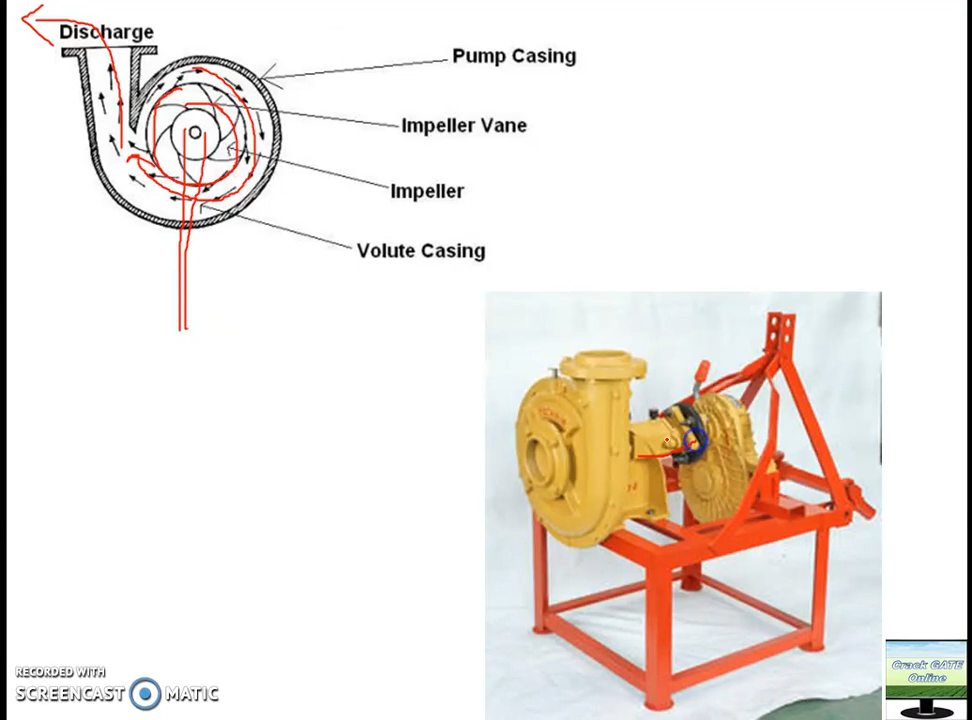 Discharge
Pump Casing
Impeller Vane
Impeller
Volute Casing
RECORDED WITH
SCREENCAST MATIC
Crack GATE
Online